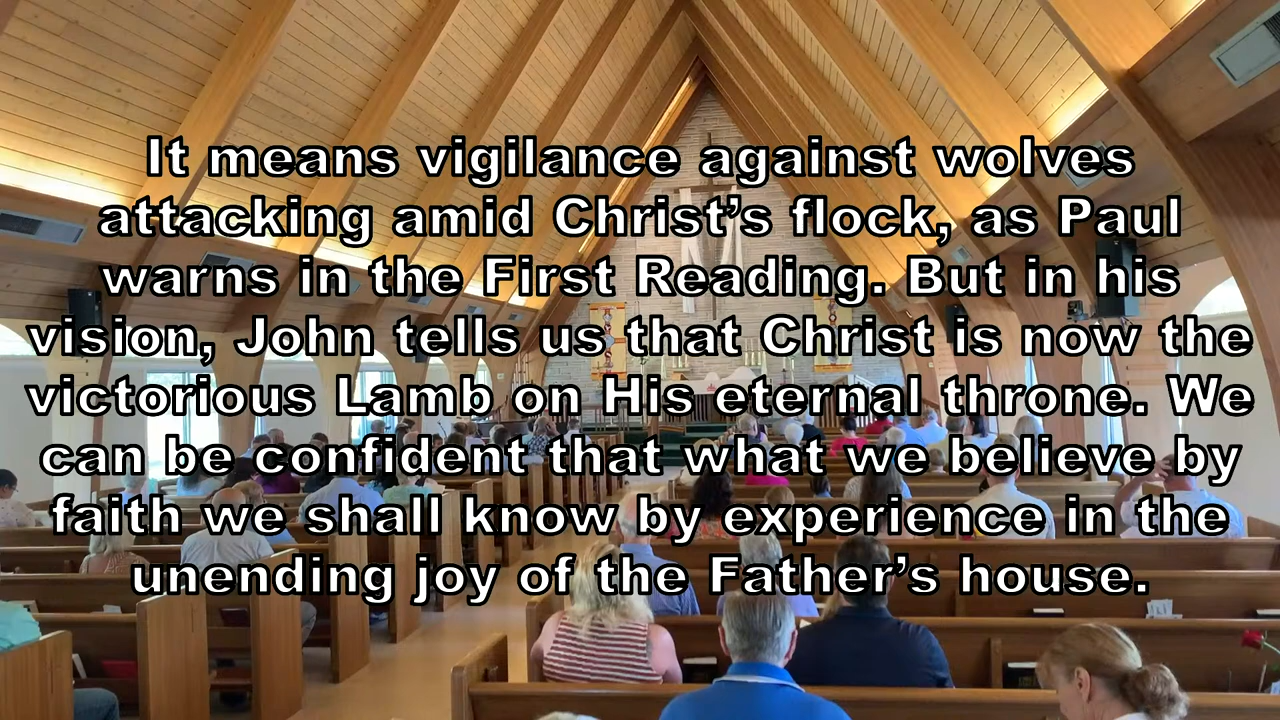 It means vigilance against wolves
attacking amid Christ’s flock, as Paul
warns in the First Reading. But in his
vision, John tells us that Christ is now the
victorious Lamb on His eternal throne. We
can be confident that what we believe by
faith we shall know by experience in the
unending joy of the Father’s house.